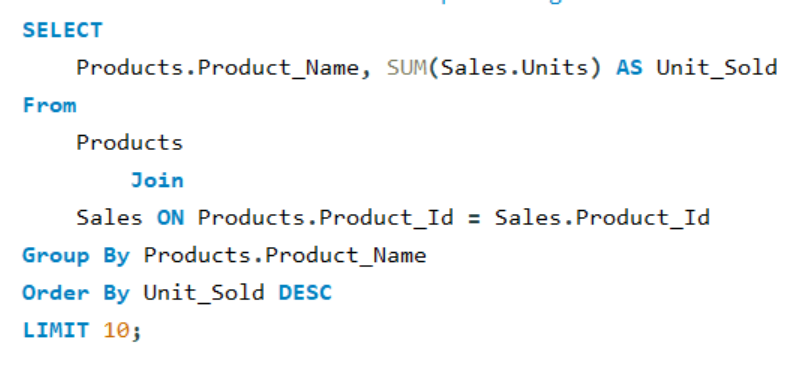 SELECT
Products.Product_Name, SUM(Sales.Units) AS Unit_Sold
From
Products
Join
Sales ON Products.Product_Id = Sales.Product_Id
Group By Products.Product_Name
Order By Unit_Sold DESC
LIMIT 10;